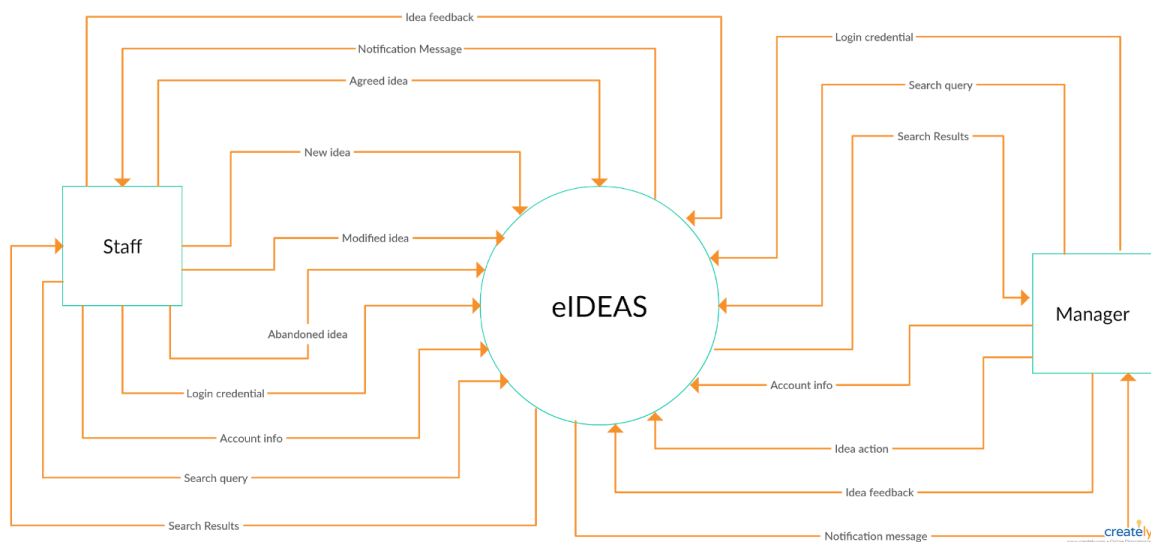 Idea feedback
Login credential
Notification Message
Agreed idea
Search query
Search Results
New idea
Modified idea
Staff
eIDEAS
Manager
Abandoned idea
Login credential
Account info
Account info
Search query
Idea action
Idea feedback
Search Results
Notification message
creately